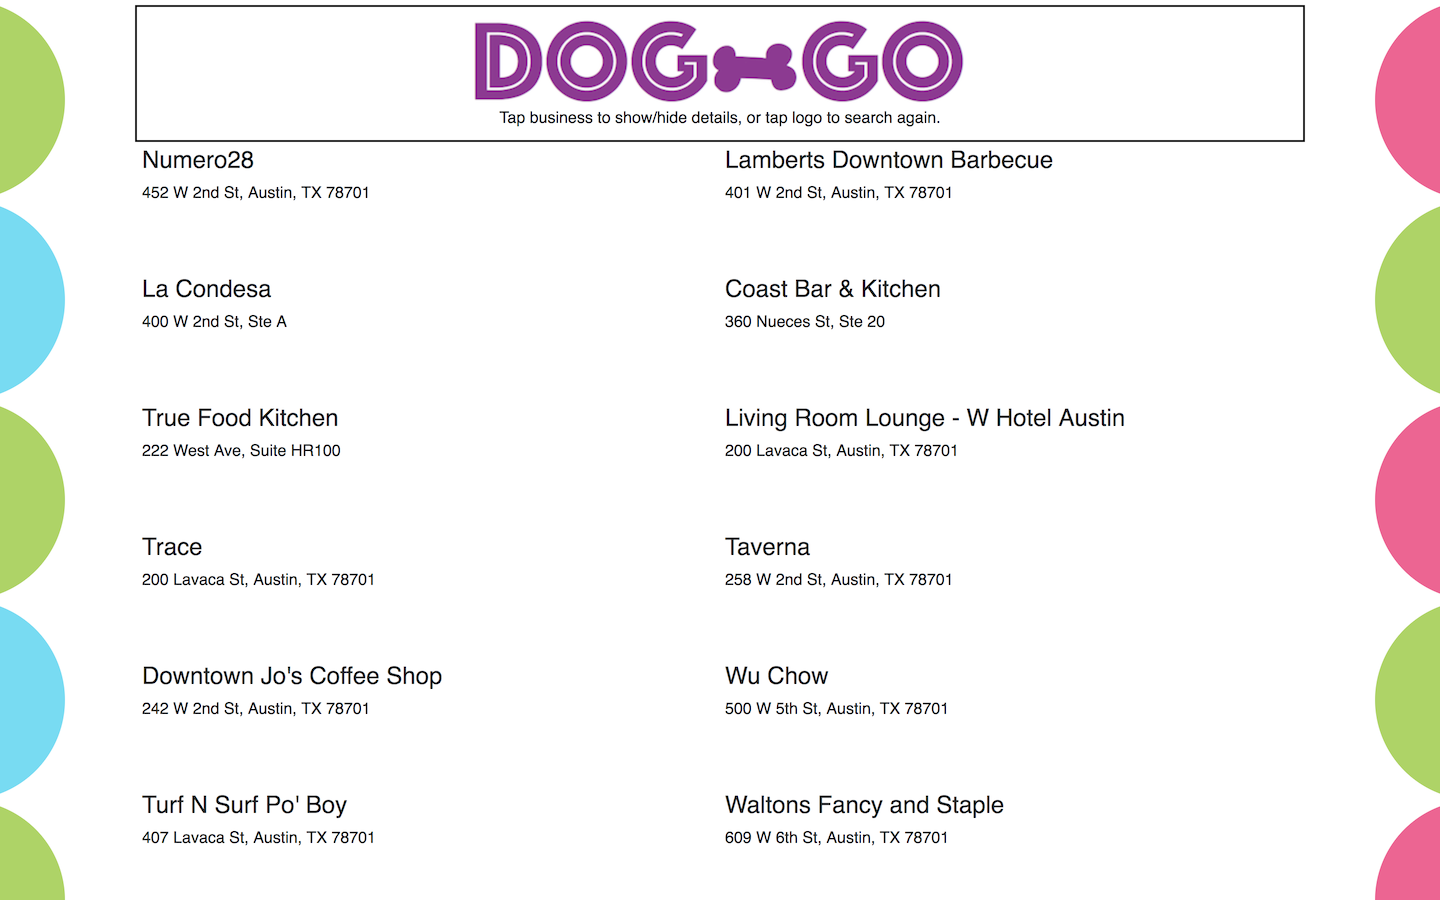 DOG GO
Tap business to show/hide details, or tap logo to search again.
Numero28
452 W 2nd St, Austin, TX 78701
Lamberts Downtown Barbecue
401 W 2nd St, Austin, TX 78701
La Condesa
400 W 2nd St, Ste A
Coast Bar & Kitchen
360 Nueces St, Ste 20
True Food Kitchen
222 West Ave, Suite HR100
Living Room Lounge - W Hotel Austin
200 Lavaca St, Austin, TX 78701
Trace
200 Lavaca St, Austin, TX 78701
Taverna
258 W 2nd St, Austin, TX 78701
Downtown Jo's Coffee Shop
242 W 2nd St, Austin, TX 78701
Wu Chow
500 W 5th St, Austin, TX 78701
Turf N Surf Po' Boy
407 Lavaca St, Austin, TX 78701
Waltons Fancy and Staple
609 W 6th St, Austin, TX 78701